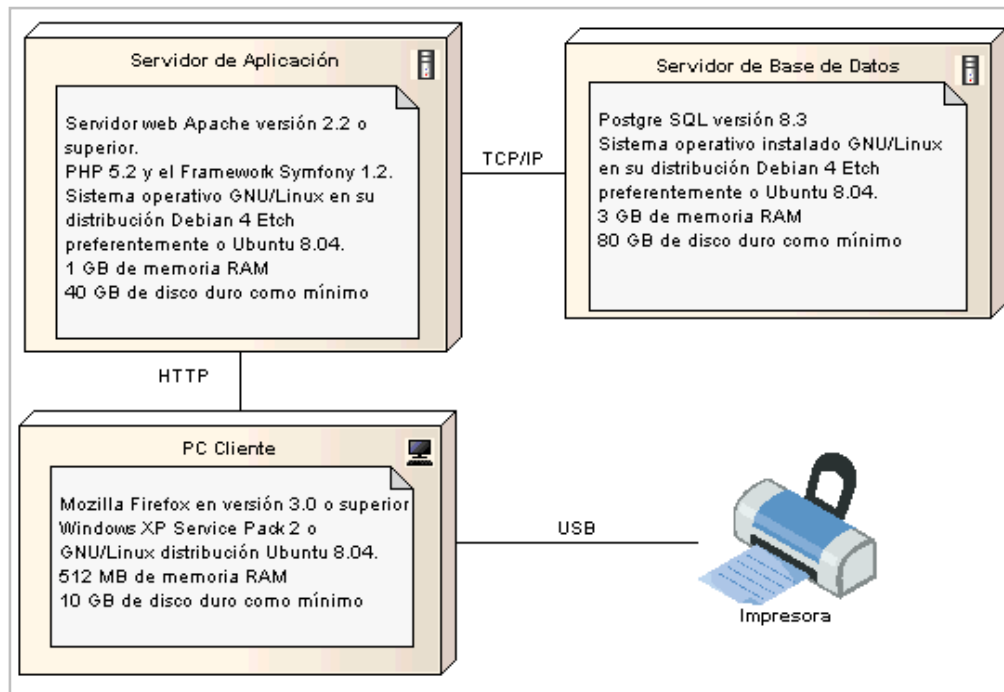 Servidor de Aplicación
Servidor web Apache versión 2.2 o
superior.
PHP 5.2 y el Framework Symfony 1.2.
Sistema operativo GNU/Linux en su
distribución Debian 4 Etch
preferentemente o Ubuntu 8.04.
1 GB de memoria RAM
40 GB de disco duro como mínimo
TCP/IP
Servidor de Base de Datos
Postgre SQL versión 8.3
Sistema operativo instalado GNU/Linux
en su distribución Debian 4 Etch
preferentemente o Ubuntu 8.04.
3 GB de memoria RAM
80 GB de disco duro como mínimo
HTTP
PC Cliente
Mozilla Firefox en versión 3.0 o superior
Windows XP Service Pack 2 o
GNU/Linux distribución Ubuntu 8.04.
512 MB de memoria RAM
10 GB de disco duro como mínimo
USB
Impresora